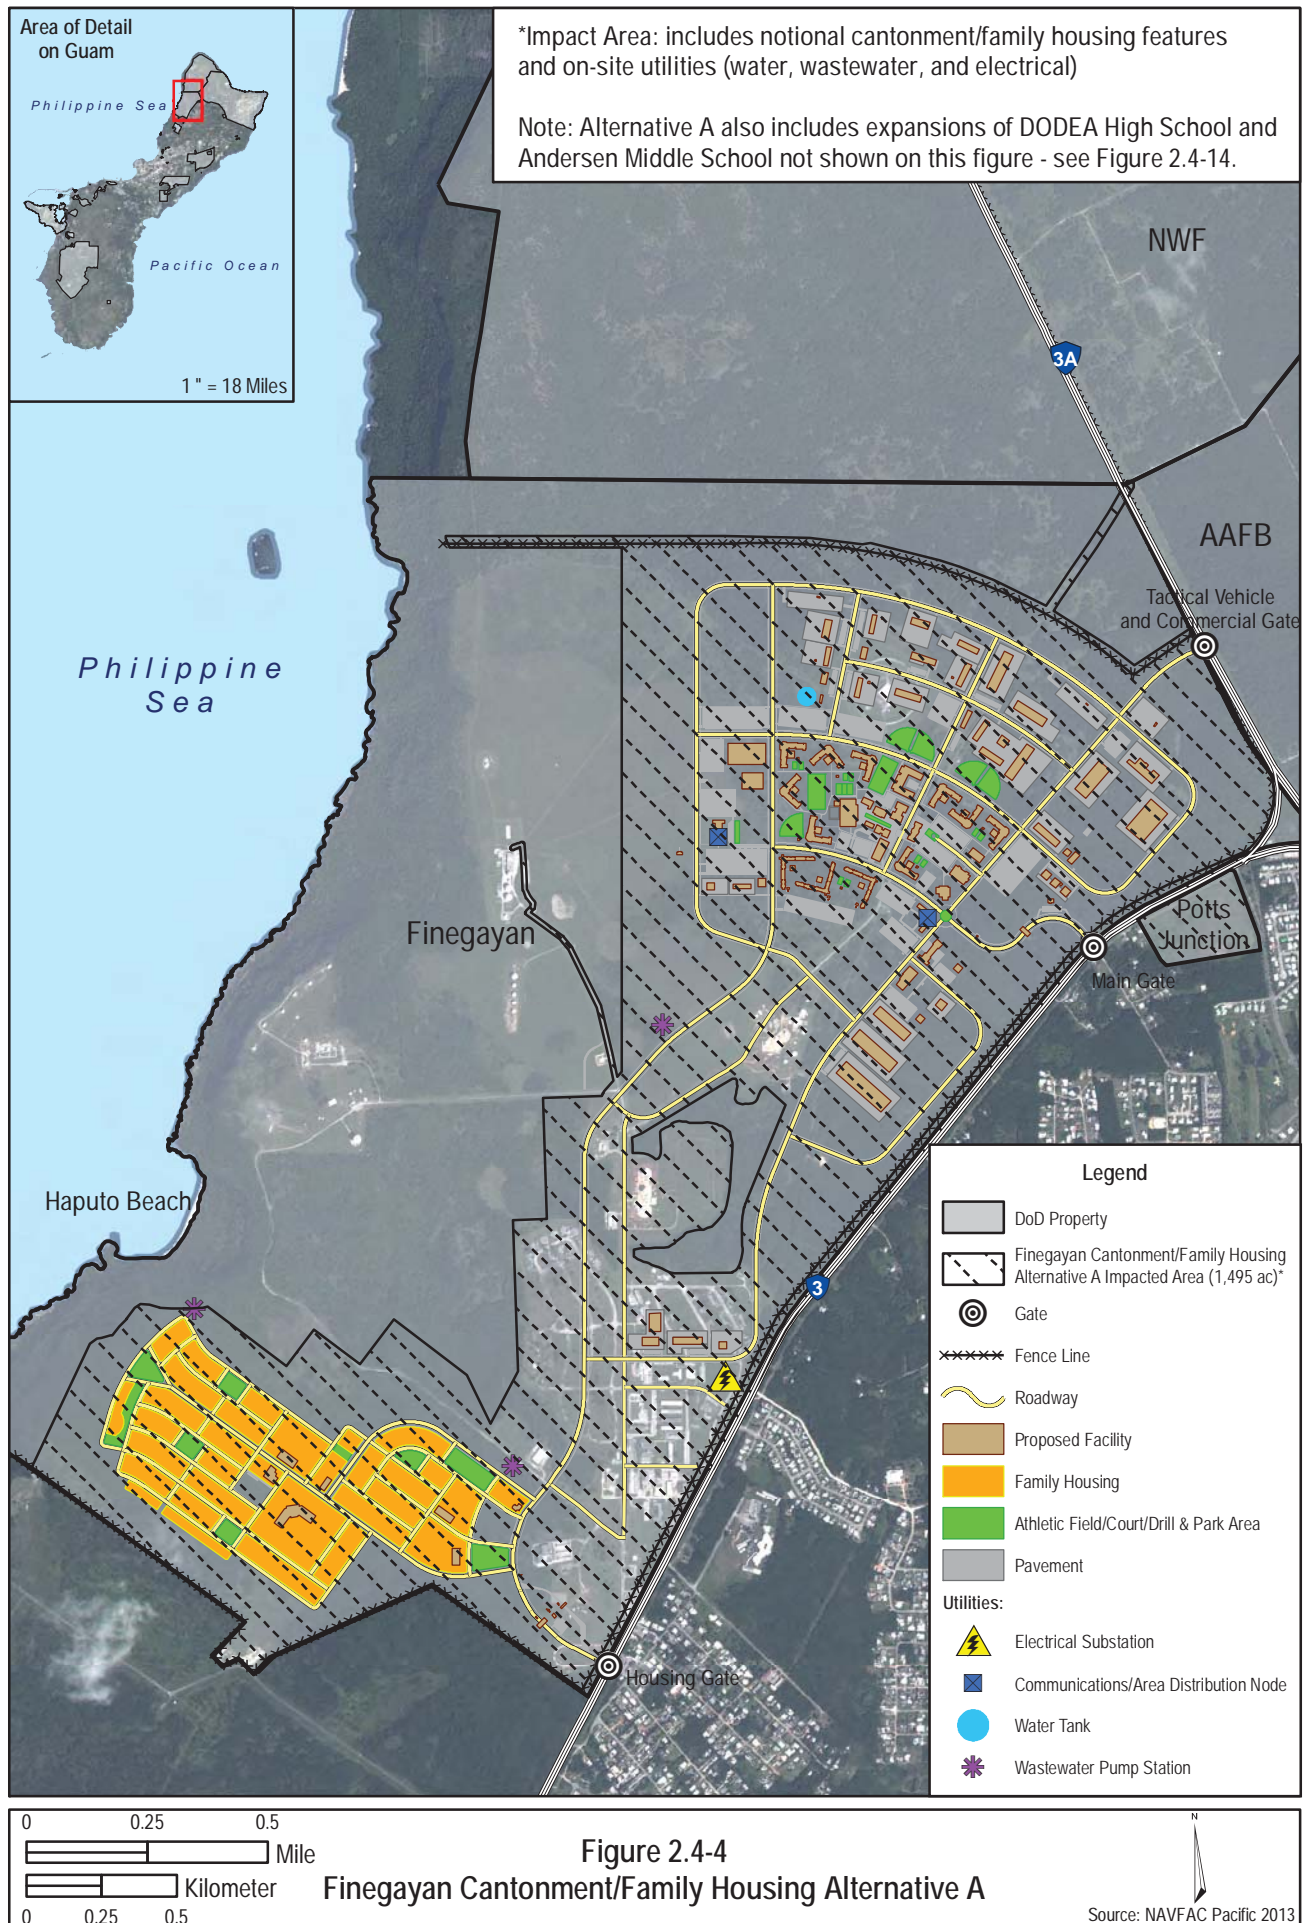 Area of Detail
on Guam
Philippine Sea
Pacific Ocean
1 " = 18 Miles
*Impact Area: includes notional cantonment/family housing features
and on-site utilities (water, wastewater, and electrical)
Note: Alternative A also includes expansions of DODEA High School and
Andersen Middle School not shown on this figure - see Figure 2.4-14.
NWF
3A
AAFB
Tactical Vehicle
and Commercial Gate
Philippine
Sea
Finegayan
Potts
Junction
Main Gate
Haputo Beach
3
Housing Gate
Legend
DoD Property
Finegayan Cantonment/Family Housing
Alternative A Impacted Area (1,495 ac)*
Gate
Fence Line
Roadway
Proposed Facility
Family Housing
Athletic Field/Court/Drill & Park Area
Pavement
Utilities:
Electrical Substation
Communications/Area Distribution Node
Water Tank
Wastewater Pump Station
0 0.25 0.5
Mile
Kilometer
0 0.25 0.5
Figure 2.4-4
Finegayan Cantonment/Family Housing Alternative A
N
Source: NAVFAC Pacific 2013